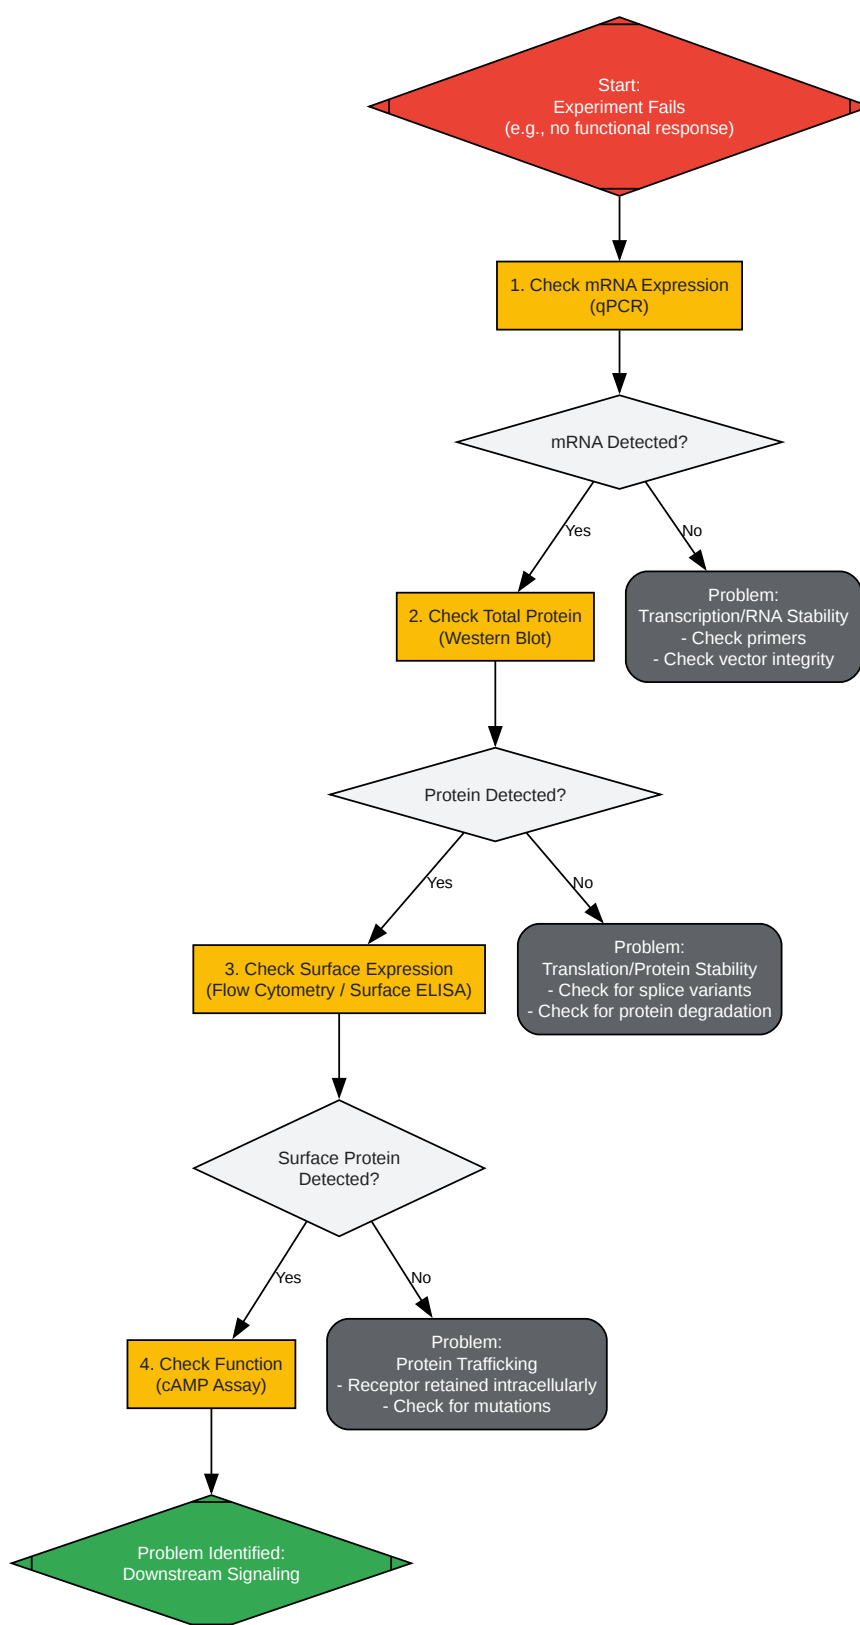 Start:
Experiment Fails
(e.g., no functional response)
1. Check mRNA Expression
(qPCR)
mRNA Detected?
Yes
No
2. Check Total Protein
(Western Blot)
Problem:
Transcription/RNA Stability
- Check primers
- Check vector integrity
Protein Detected?
Yes
No
3. Check Surface Expression
(Flow Cytometry / Surface ELISA)
Problem:
Translation/Protein Stability
- Check for splice variants
- Check for protein degradation
Surface Protein
Detected?
Yes
No
4. Check Function
(cAMP Assay)
Problem:
Protein Trafficking
- Receptor retained intracellularly
- Check for mutations
Problem Identified:
Downstream Signaling